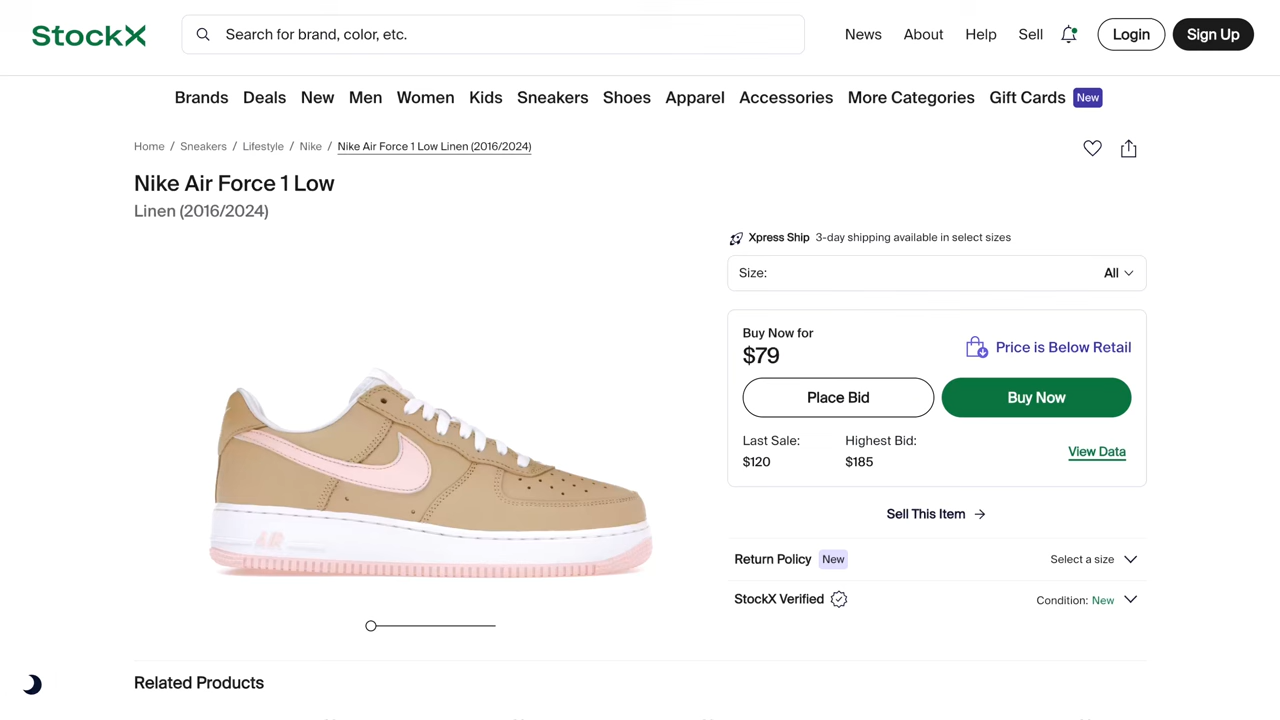 StockX
Search for brand, color, etc.
News About Help Sell Login Sign Up
Brands Deals New Men Women Kids Sneakers Shoes Apparel Accessories More Categories Gift Cards New
Home / Sneakers / Lifestyle / Nike / Nike Air Force 1 Low Linen (2016/2024)
Nike Air Force 1 Low
Linen (2016/2024)
Xpress Ship 3-day shipping available in select sizes
Size: All
Buy Now for
$79
Price is Below Retail
Place Bid Buy Now
Last Sale: Highest Bid:
$120 $185
View Data
Sell This Item
Return Policy New Select a size
StockX Verified Condition: New
AIR
Related Products